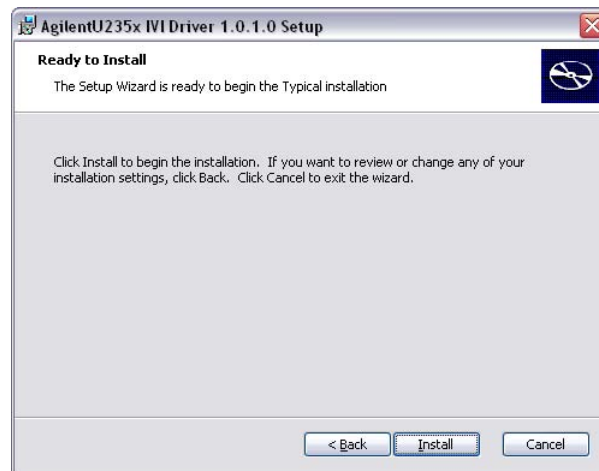 AgilentU235x IVI Driver 1.0.1.0 Setup
Ready to Install
The Setup Wizard is ready to begin the Typical installation
Click Install to begin the installation. If you want to review or change any of your
installation settings, click Back. Click Cancel to exit the wizard.
< Back Install Cancel